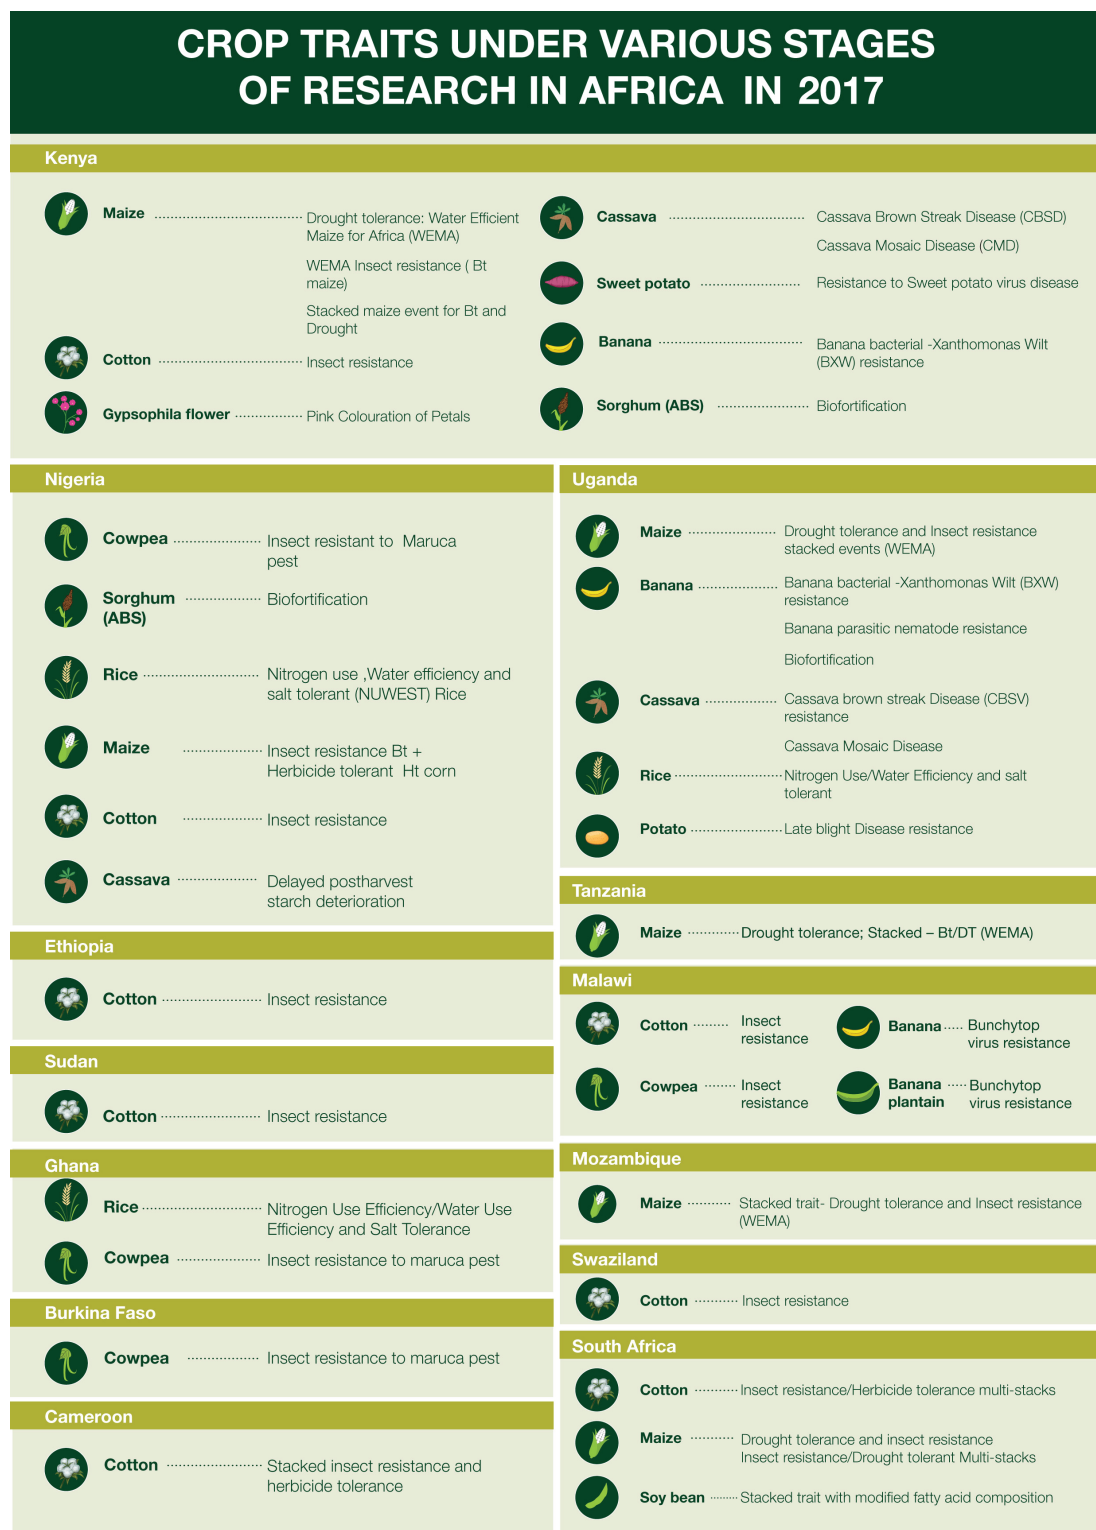 CROP TRAITS UNDER VARIOUS STAGES
OF RESEARCH IN AFRICA IN 2017
Kenya
Maize
Drought tolerance: Water Efficient
Maize for Africa (WEMA)
WEMA Insect resistance ( Bt
maize)
Stacked maize event for Bt and
Drought
Cotton
Insect resistance
Gypsophila flower
Pink Colouration of Petals
Cassava
Cassava Brown Streak Disease (CBSD)
Cassava Mosaic Disease (CMD)
Sweet potato
Resistance to Sweet potato virus disease
Banana
Banana bacterial -Xanthomonas Wilt
(BXW) resistance
Sorghum (ABS)
Biofortification
Nigeria
Cowpea
Insect resistant to Maruca
pest
Sorghum
(ABS)
Biofortification
Rice
Nitrogen use ,Water efficiency and
salt tolerant (NUWEST) Rice
Maize
Insect resistance Bt +
Herbicide tolerant Ht corn
Cotton
Insect resistance
Cassava
Delayed postharvest
starch deterioration
Ethiopia
Cotton
Insect resistance
Sudan
Cotton
Insect resistance
Ghana
Rice
Nitrogen Use Efficiency/Water Use
Efficiency and Salt Tolerance
Cowpea
Insect resistance to maruca pest
Burkina Faso
Cowpea
Insect resistance to maruca pest
Cameroon
Cotton
Stacked insect resistance and
herbicide tolerance
Uganda
Maize
Drought tolerance and Insect resistance
stacked events (WEMA)
Banana
Banana bacterial -Xanthomonas Wilt (BXW)
resistance
Banana parasitic nematode resistance
Biofortification
Cassava
Cassava brown streak Disease (CBSV)
resistance
Cassava Mosaic Disease
Rice
Nitrogen Use/Water Efficiency and salt
tolerant
Potato
Late blight Disease resistance
Tanzania
Maize
Drought tolerance; Stacked – Bt/DT (WEMA)
Malawi
Cotton
Insect
resistance
Cowpea
Insect
resistance
Banana
Bunchytop
virus resistance
Banana
plantain
Bunchytop
virus resistance
Mozambique
Maize
Stacked trait- Drought tolerance and Insect resistance
(WEMA)
Swaziland
Cotton
Insect resistance
South Africa
Cotton
Insect resistance/Herbicide tolerance multi-stacks
Maize
Drought tolerance and insect resistance
Insect resistance/Drought tolerant Multi-stacks
Soy bean
Stacked trait with modified fatty acid composition